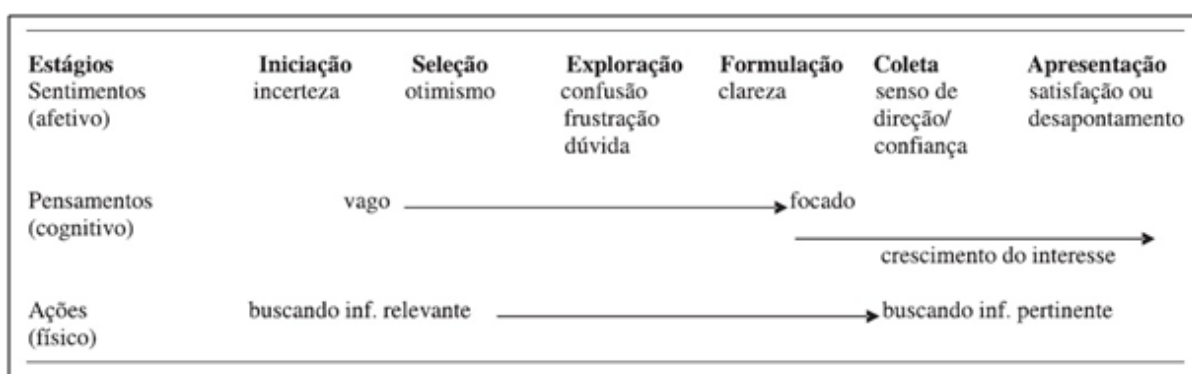 Estágios Iniciação Seleção Exploração Formulação Coleta Apresentação
Sentimentos incerteza otimismo confusão clareza senso de satisfação ou
(afetivo) frustração direção/ desapontamento
dúvida confiança
Pensamentos vago focado
(cognitivo)
crescimento do interesse
Ações buscando inf. relevante buscando inf. pertinente
(físico)